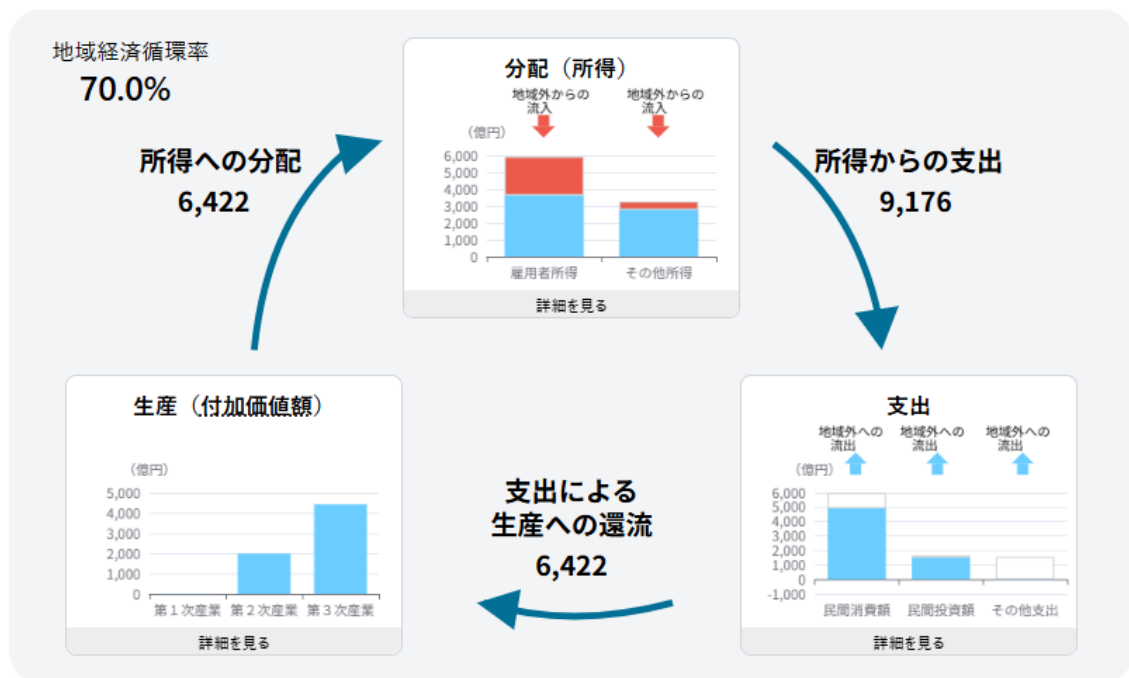 地域経済循環率
70.0%
分配（所得）
地域外からの
流入
地域外からの
流入
（億円）
6,000
5,000
4,000
3,000
2,000
1,000
0
雇用者所得
その他所得
詳細を見る
所得への分配
6,422
所得からの支出
9,176
生産（付加価値額）
（億円）
5,000
4,000
3,000
2,000
1,000
0
第１次産業
第２次産業
第３次産業
詳細を見る
支出による
生産への還流
6,422
支出
地域外への
流出
地域外への
流出
地域外への
流出
（億円）
6,000
5,000
4,000
3,000
2,000
1,000
0
-1,000
民間消費額
民間投資額
その他支出
詳細を見る